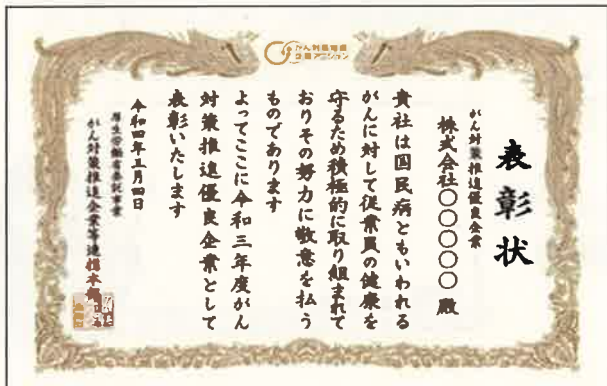 がん対策推進
企業アクション
表彰状
がん対策推進優良企業
株式会社〇〇〇〇〇 殿
貴社は国民病ともいわれる
がんに対して従業員の健康を
守るため積極的に取り組まれて
おりその努力に敬意を払う
ものであります
よってここに令和三年度がん
対策推進優良企業として
表彰いたします
令和四年三月四日
厚生労働省委託事業
がん対策推進企業等連